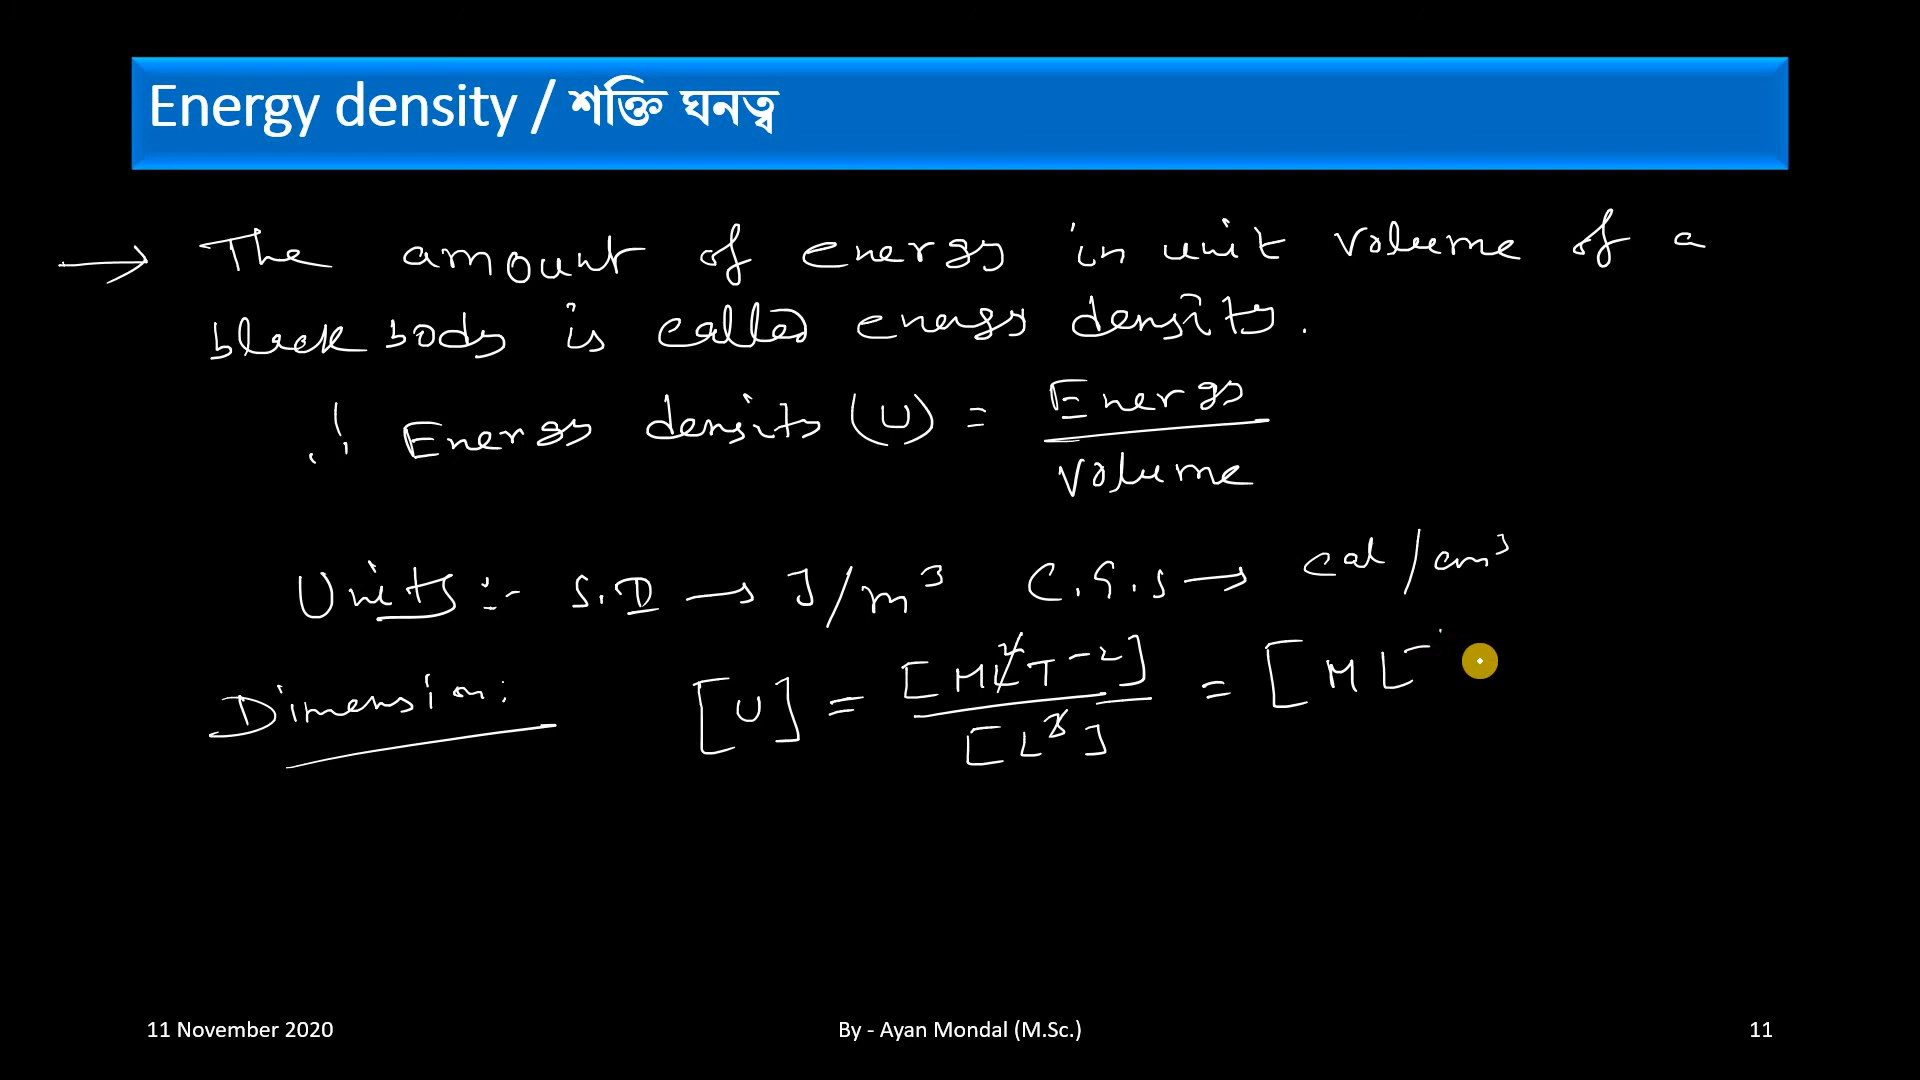 Energy density / শক্তি ঘনত্ব
→ The amount of energy in unit volume of a
black body is called energy density.
∴ Energy density (U) = Energy / Volume
Units :- S.I → J/m³ C.G.S → cal/cm³
Dimension: [U] = [ML²T⁻²] / [L³] = [ML⁻
11 November 2020
By - Ayan Mondal (M.Sc.)
11